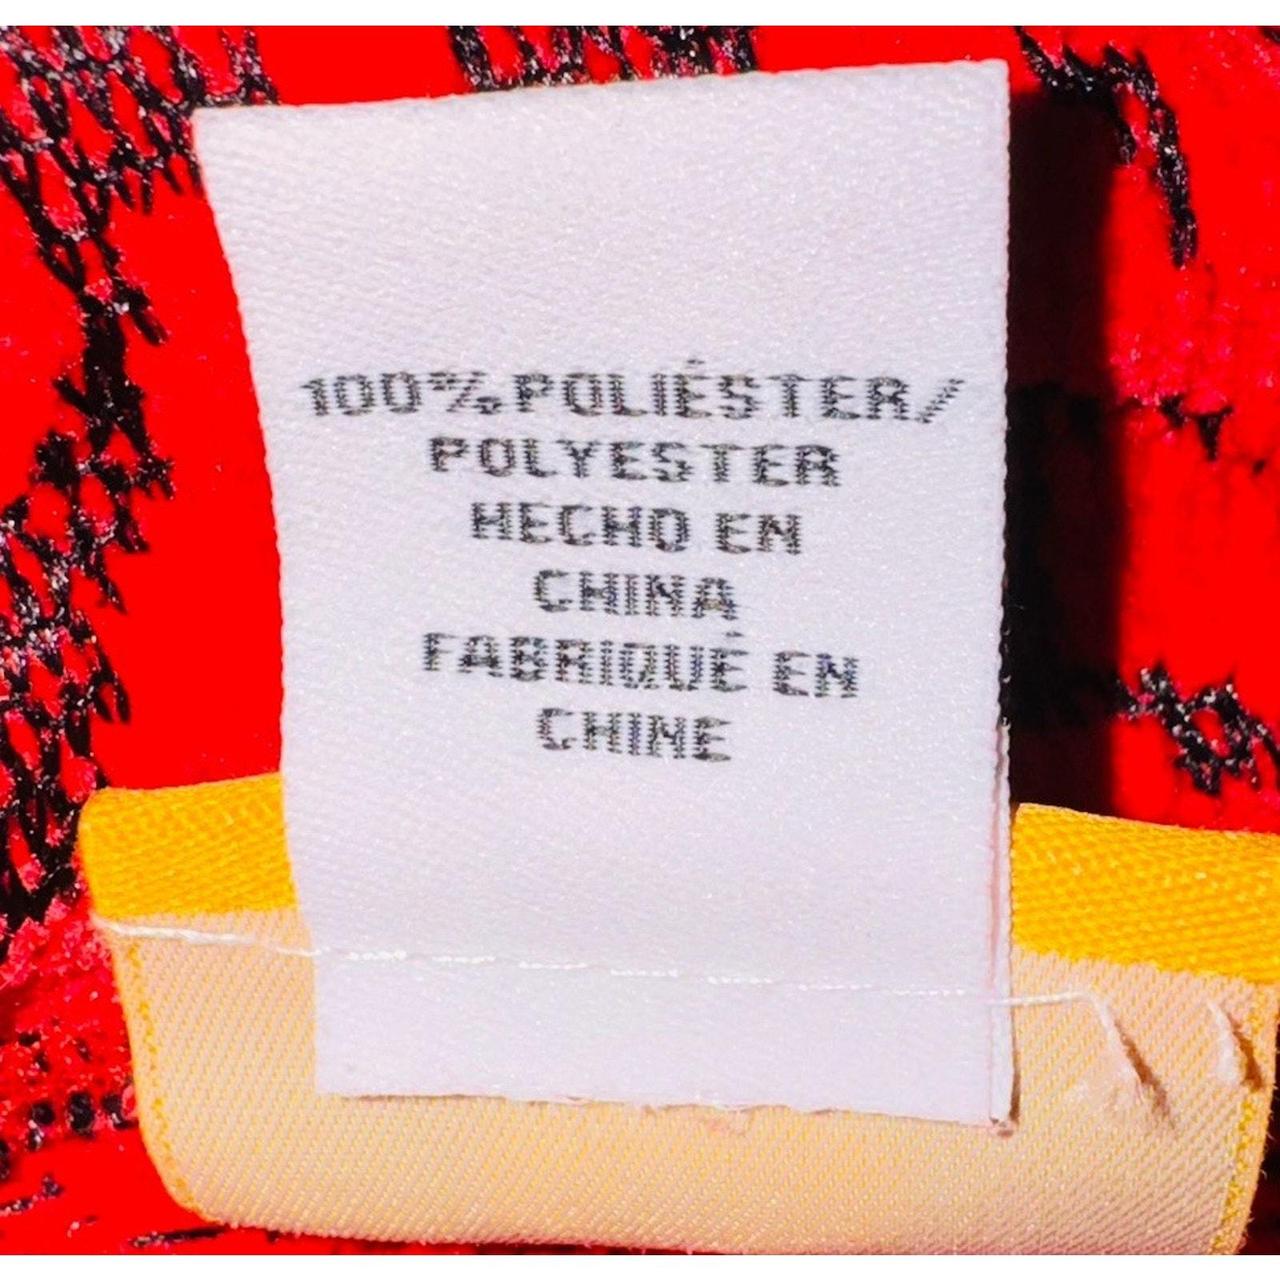 100% POLIÉSTER/
POLYESTER
HECHO EN
CHINA
FABRIQUÉ EN
CHINE